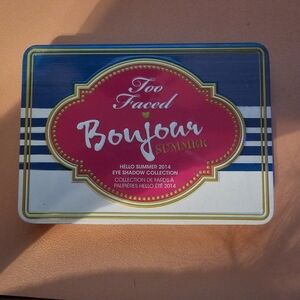 Too
Faced
Bonjour
SUMMER
HELLO SUMMER 2014
EYE SHADOW COLLECTION
COLLECTION DE FARDS À
PAUPIÈRES HELLO ÉTÉ 2014